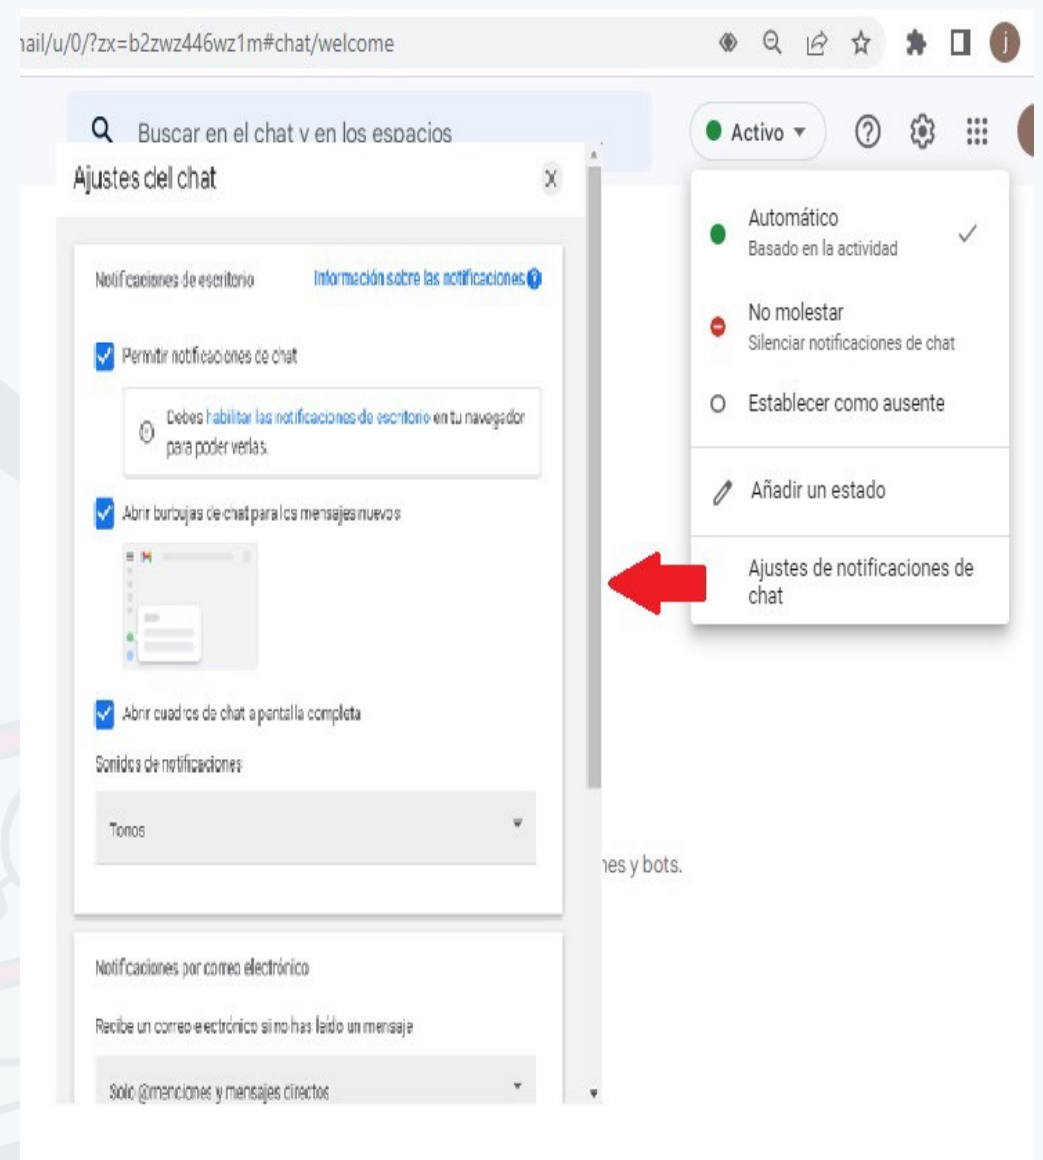 nail/u/0/?zx=b2zwz446wz1m#chat/welcome
j
Buscar en el chat y en los espacios
Activo
Ajustes del chat
X
Notificaciones de escritorio
Información sobre las notificaciones
Permitir notificaciones de chat
Debes habilitar las notificaciones de escritorio en tu navegador
para poder verlas.
Abrir burbujas de chat para los mensajes nuevos
Abrir cuadros de chat a pantalla completa
Sonidos de notificaciones
Tonos
Notificaciones por correo electrónico
Recibe un correo electrónico si no has leído un mensaje
Solo @menciones y mensajes directos
Automático
Basado en la actividad
No molestar
Silenciar notificaciones de chat
Establecer como ausente
Añadir un estado
Ajustes de notificaciones de
chat
nes y bots.